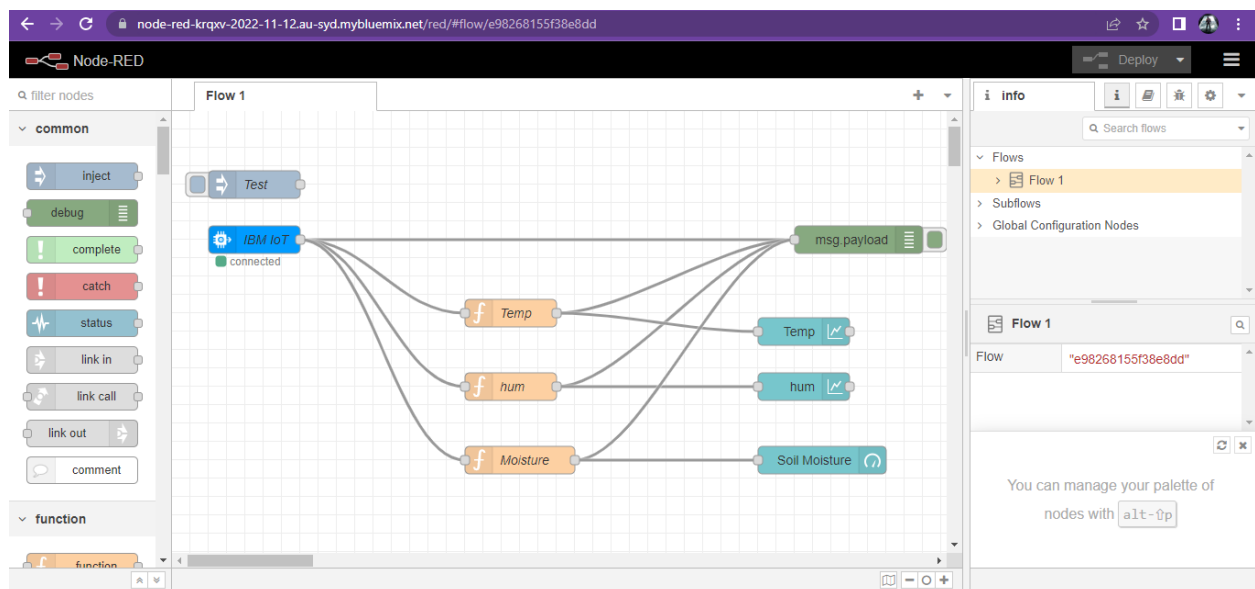 node-red-krqxv-2022-11-12.au-syd.mybluemix.net/red/#flow/e98268155f38e8dd
Node-RED
Deploy
filter nodes
Flow 1
i info
i
common
Search flows
inject
debug
complete
catch
status
link in
link call
link out
comment
function
function
Test
IBM IoT
connected
msg.payload
f Temp
Temp
f hum
hum
f Moisture
Soil Moisture
Flows
Flow 1
Subflows
Global Configuration Nodes
Flow 1
Flow "e98268155f38e8dd"
You can manage your palette of
nodes with alt-⇧p